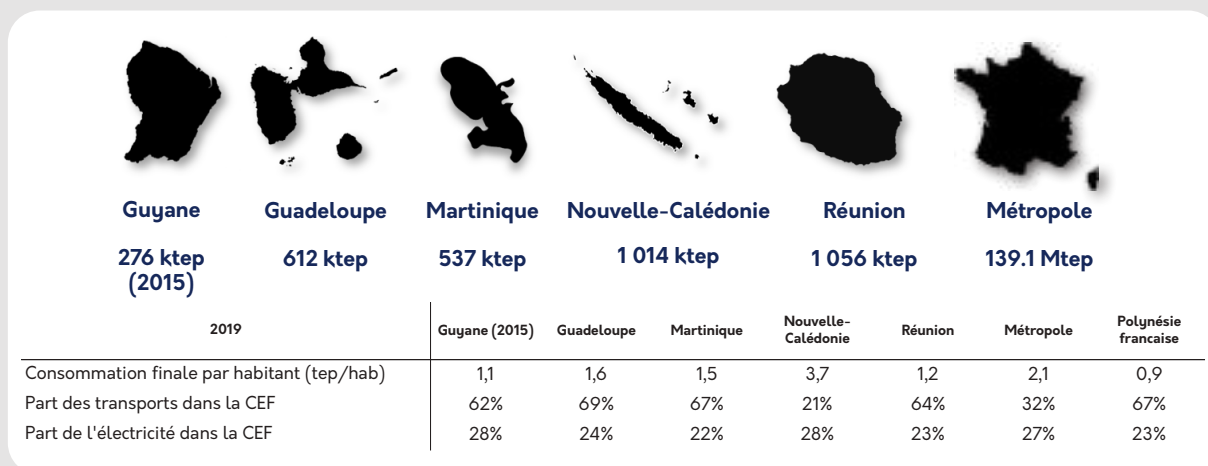 Guyane Guadeloupe Martinique Nouvelle-Calédonie Réunion Métropole
276 ktep 612 ktep 537 ktep 1 014 ktep 1 056 ktep 139.1 Mtep
(2015)
2019 Guyane (2015) Guadeloupe Martinique Nouvelle-Calédonie Réunion Métropole Polynésie francaise
Consommation finale par habitant (tep/hab) 1,1 1,6 1,5 3,7 1,2 2,1 0,9
Part des transports dans la CEF 62% 69% 67% 21% 64% 32% 67%
Part de l'électricité dans la CEF 28% 24% 22% 28% 23% 27% 23%